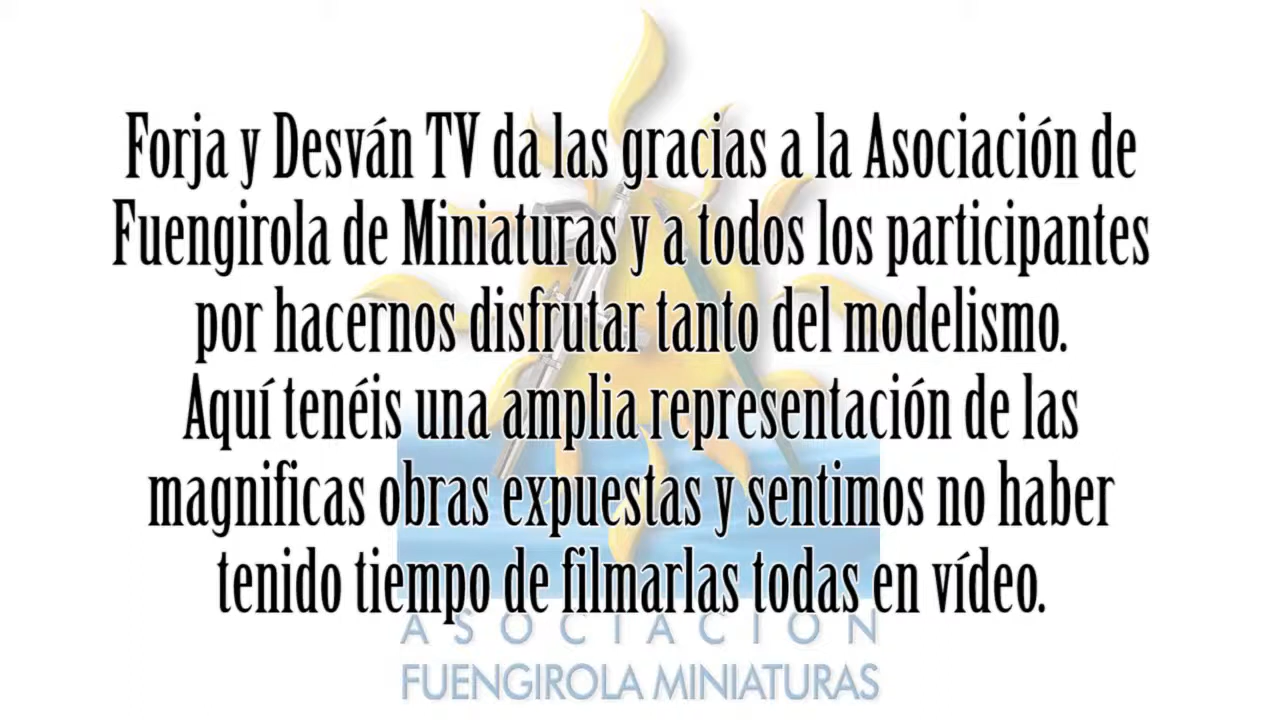 Forja y Desván TV da las gracias a la Asociación de
Fuengirola de Miniaturas y a todos los participantes
por hacernos disfrutar tanto del modelismo.
Aquí tenéis una amplia representación de las
magnificas obras expuestas y sentimos no haber
tenido tiempo de filmarlas todas en vídeo.
ASOCIACION
FUENGIROLA MINIATURAS